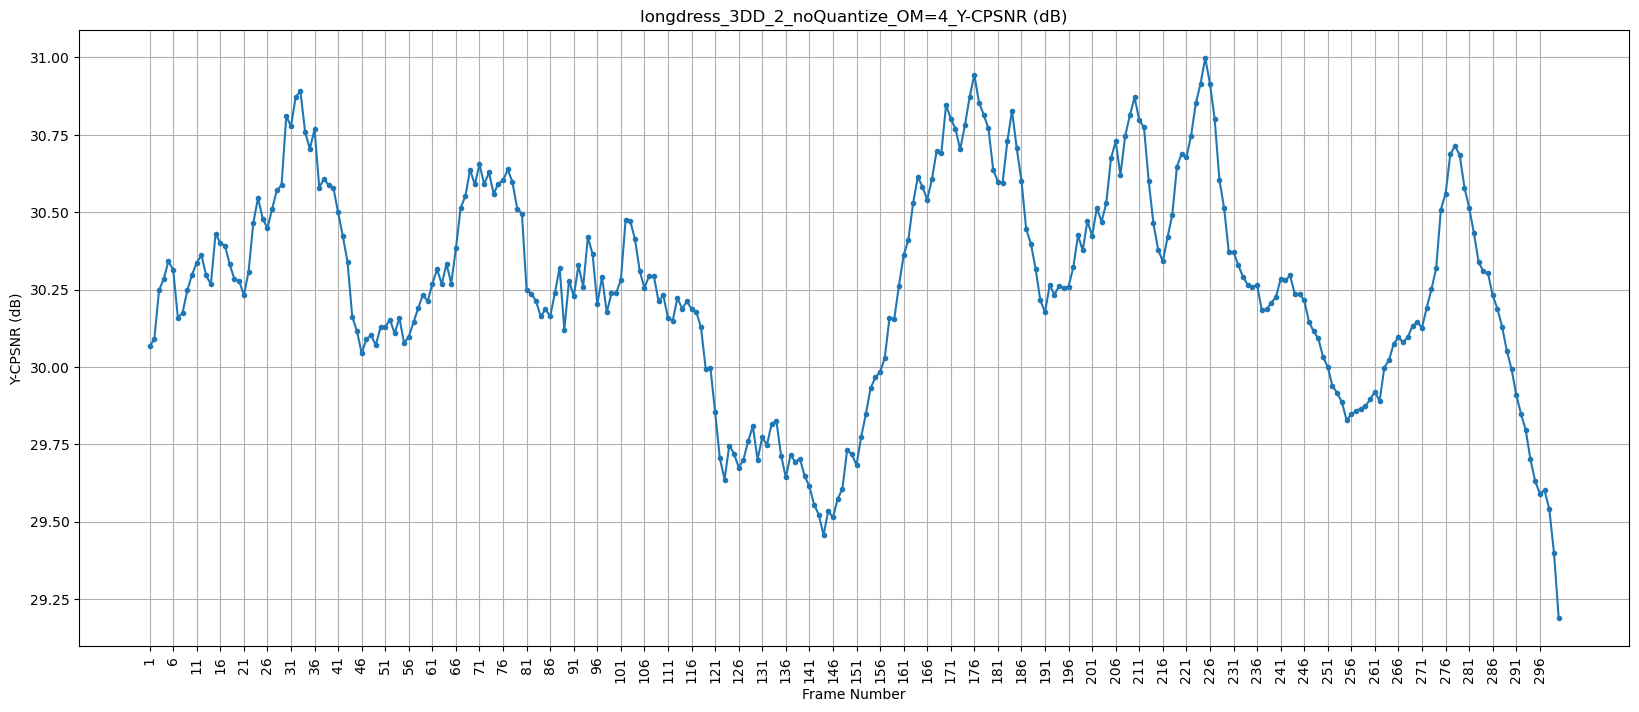 longdress_3DD_2_noQuantize_OM=4_Y-CPSNR (dB)
Y-CPSNR (dB)
31.00
30.75
30.50
30.25
30.00
29.75
29.50
29.25
1 6 11 16 21 26 31 36 41 46 51 56 61 66 71 76 81 86 91 96 101 106 111 116 121 126 131 136 141 146 151 156 161 166 171 176 181 186 191 196 201 206 211 216 221 226 231 236 241 246 251 256 261 266 271 276 281 286 291 296
Frame Number